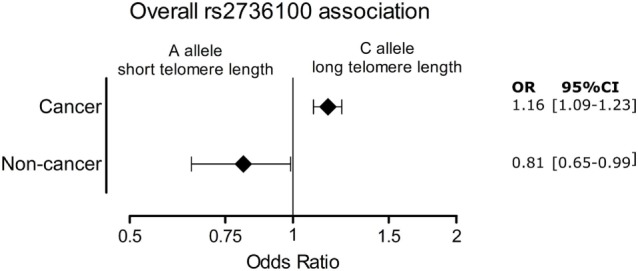 Overall rs2736100 association
A allele
short telomere length
C allele
long telomere length
OR 95%CI
Cancer 1.16 [1.09-1.23]
Non-cancer 0.81 [0.65-0.99]
0.5 0.75 1 1.5 2
Odds Ratio